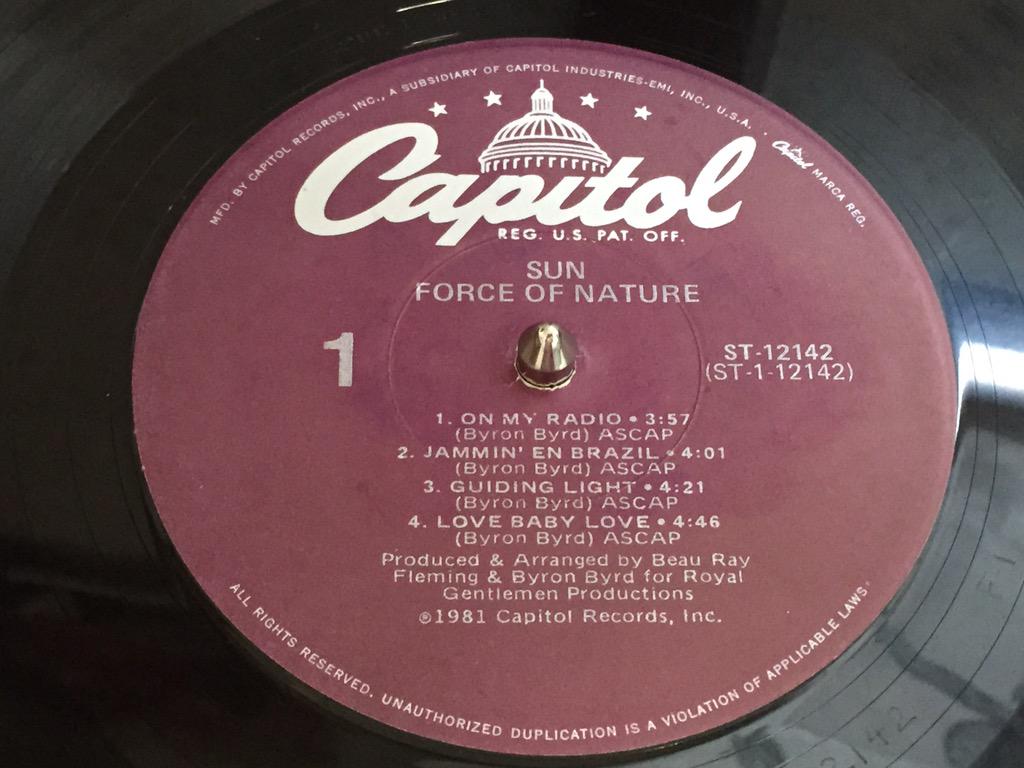 MFD. BY CAPITOL RECORDS, INC., A SUBSIDIARY OF CAPITOL INDUSTRIES-EMI, INC., U.S.A. . Capitol MARCA REG.
Capitol
REG. U.S. PAT. OFF.
SUN
FORCE OF NATURE
1
ST-12142
(ST-1-12142)
1. ON MY RADIO • 3:57
(Byron Byrd) ASCAP
2. JAMMIN' EN BRAZIL • 4:01
(Byron Byrd) ASCAP
3. GUIDING LIGHT • 4:21
(Byron Byrd) ASCAP
4. LOVE BABY LOVE • 4:46
(Byron Byrd) ASCAP
Produced & Arranged by Beau Ray
Fleming & Byron Byrd for Royal
Gentlemen Productions
℗1981 Capitol Records, Inc.
ALL RIGHTS RESERVED. UNAUTHORIZED DUPLICATION IS A VIOLATION OF APPLICABLE LAWS.